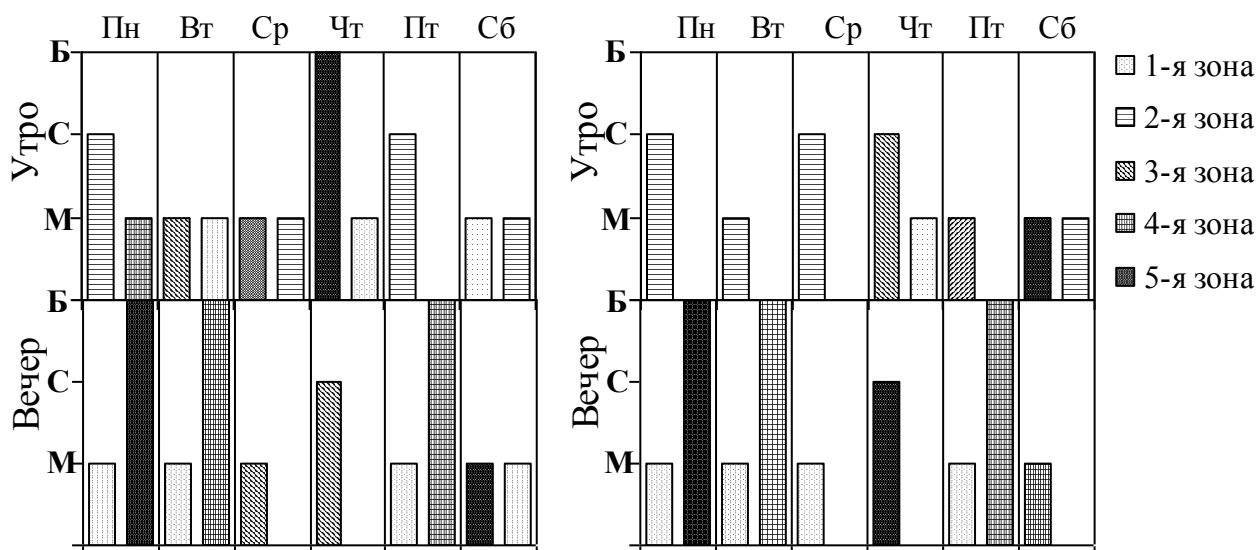 Пн Вт Ср Чт Пт Сб
Б
С
М
Утро
Б
С
М
Вечер
Пн Вт Ср Чт Пт Сб
Б
С
М
Утро
Б
С
М
Вечер
1-я зона
2-я зона
3-я зона
4-я зона
5-я зона